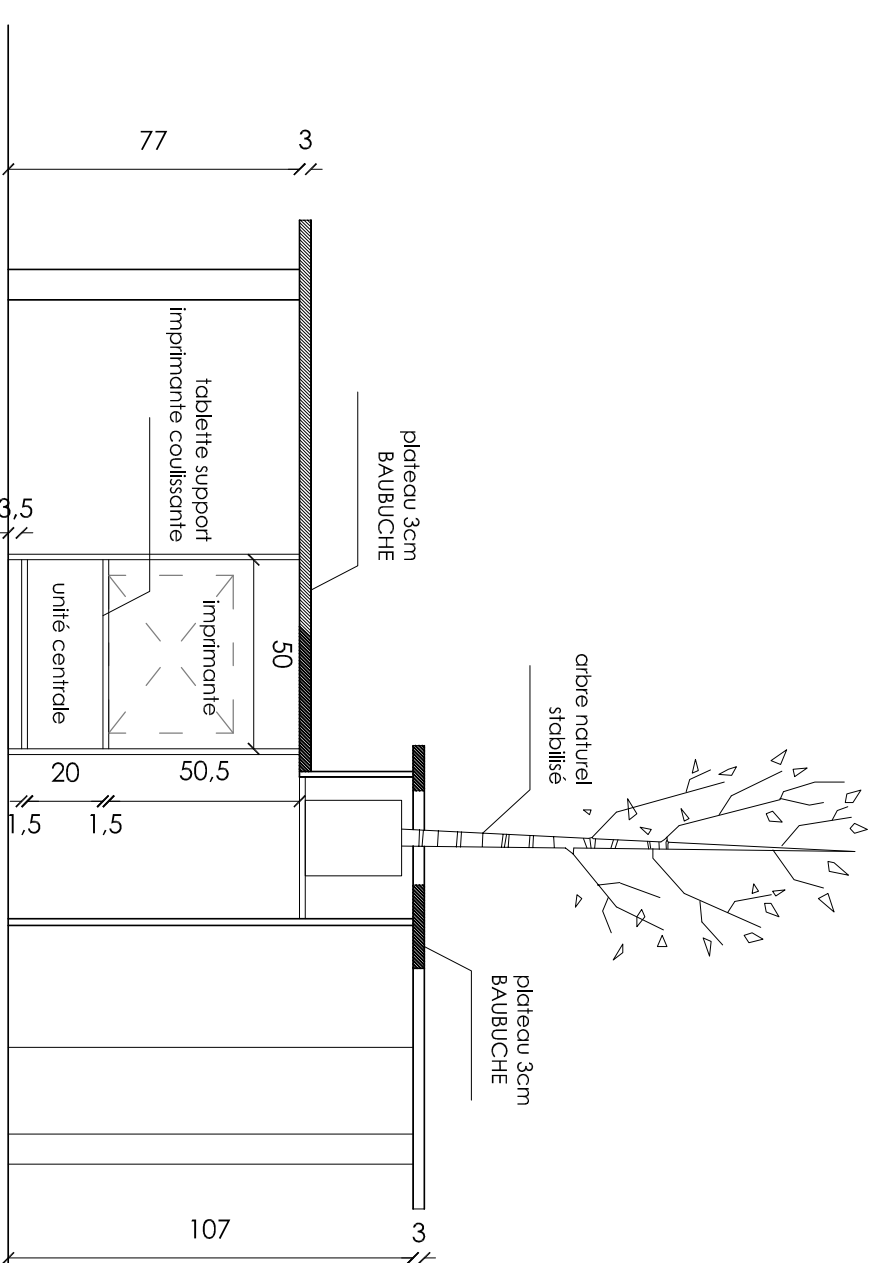 77
3
tablette support
imprimante coulissante
plateau 3cm
BAUBUCHE
3,5
unité centrale
imprimante
50
arbre naturel
stabilisé
20
50,5
1,5
1,5
plateau 3cm
BAUBUCHE
107
3